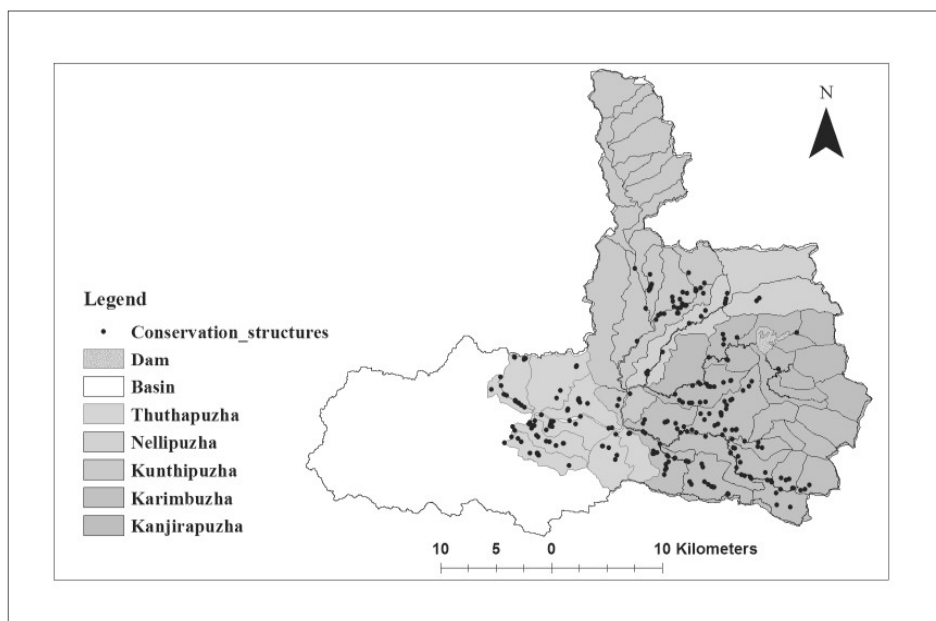 N
Legend
Conservation_structures
Dam
Basin
Thuthapuzha
Nellipuzha
Kunthipuzha
Karimbuzha
Kanjirapuzha
10 5 0 10 Kilometers